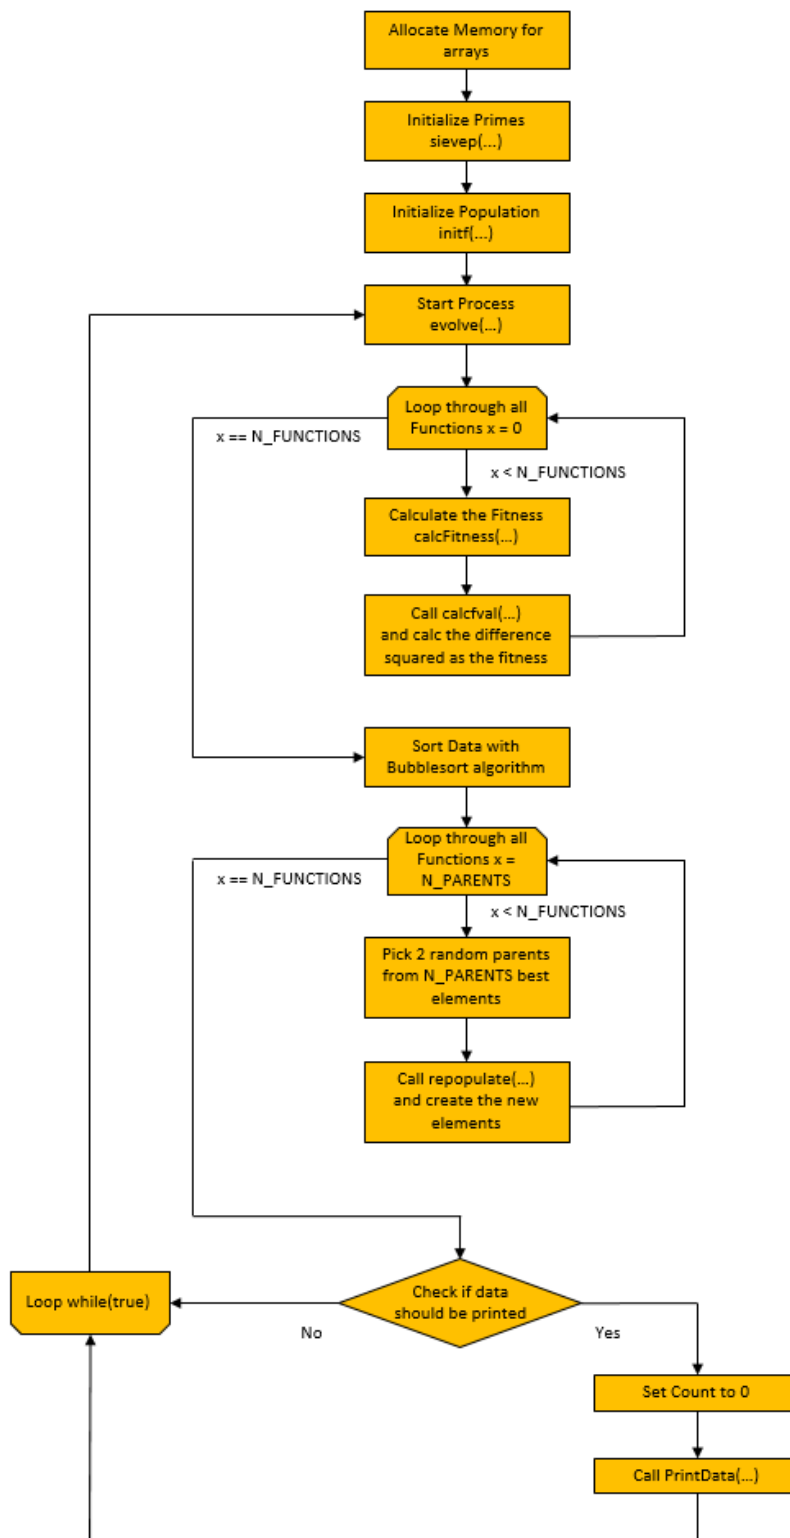 Allocate Memory for
arrays
Initialize Primes
sievep(...)
Initialize Population
initf(...)
Start Process
evolve(...)
Loop through all
Functions x = 0
x == N_FUNCTIONS
x < N_FUNCTIONS
Calculate the Fitness
calcFitness(...)
Call calcfval(...)
and calc the difference
squared as the fitness
Sort Data with
Bubblesort algorithm
Loop through all
Functions x =
N_PARENTS
x == N_FUNCTIONS
x < N_FUNCTIONS
Pick 2 random parents
from N_PARENTS best
elements
Call repopulate(...)
and create the new
elements
Check if data
should be printed
Loop while(true)
No
Yes
Set Count to 0
Call PrintData(...)